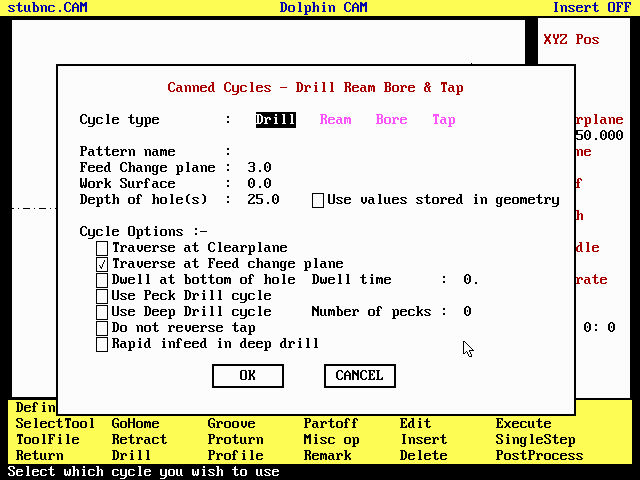 stubnc.CAM Dolphin CAM Insert OFF
XYZ Pos
Canned Cycles - Drill Ream Bore & Tap
Cycle type : Drill Ream Bore Tap rplane
50.000
Pattern name : ne
Feed Change plane : 3.0
Work Surface : 0.0 f
Depth of hole(s) : 25.0 Use values stored in geometry
h
Cycle Options :-
Traverse at Clearplane dle
Traverse at Feed change plane
Dwell at bottom of hole Dwell time : 0. rate
Use Peck Drill cycle
Use Deep Drill cycle Number of pecks : 0
Do not reverse tap 0: 0
Rapid infeed in deep drill
OK CANCEL
Defin
SelectTool GoHome Groove Partoff Edit Execute
ToolFile Retract Proturn Misc op Insert SingleStep
Return Drill Profile Remark Delete PostProcess
Select which cycle you wish to use